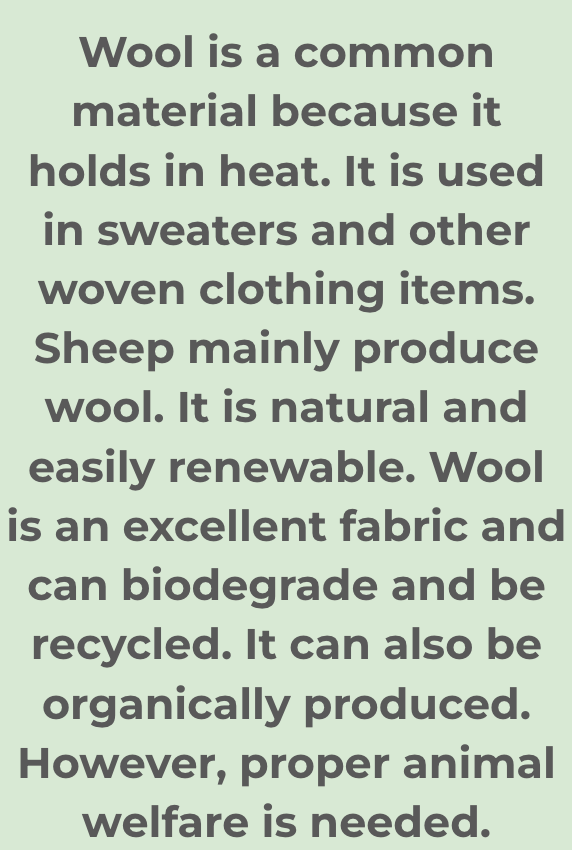 Wool is a common
material because it
holds in heat. It is used
in sweaters and other
woven clothing items.
Sheep mainly produce
wool. It is natural and
easily renewable. Wool
is an excellent fabric and
can biodegrade and be
recycled. It can also be
organically produced.
However, proper animal
welfare is needed.